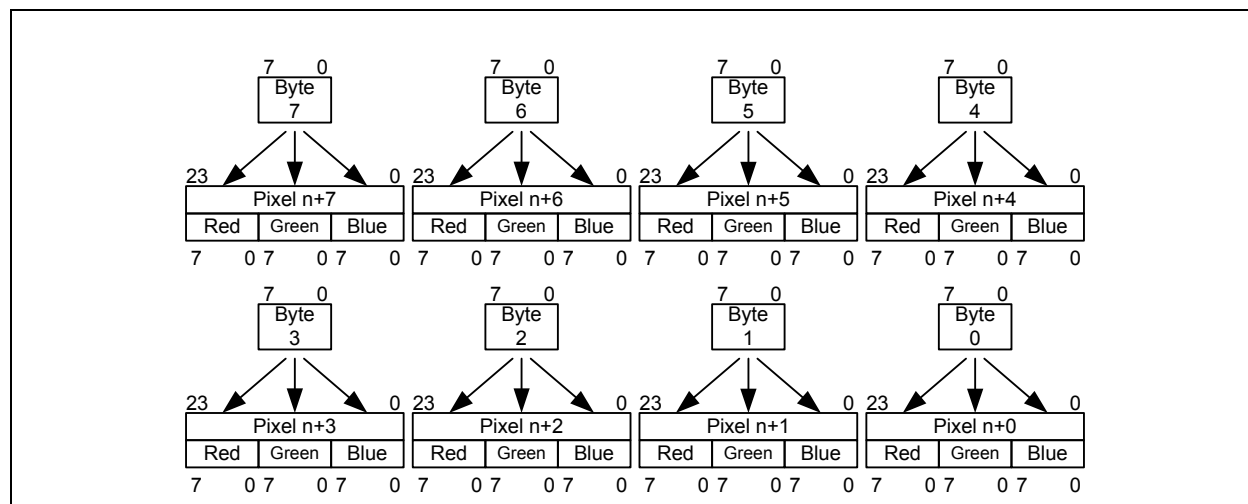 7 0 7 0 7 0 7 0
Byte Byte Byte Byte
7 6 5 4
23 0 23 0 23 0 23 0
Pixel n+7 Pixel n+6 Pixel n+5 Pixel n+4
Red Green Blue Red Green Blue Red Green Blue Red Green Blue
7 0 7 0 7 0 7 0 7 0 7 0 7 0 7 0 7 0 7 0 7 0 7 0
7 0 7 0 7 0 7 0
Byte Byte Byte Byte
3 2 1 0
23 0 23 0 23 0 23 0
Pixel n+3 Pixel n+2 Pixel n+1 Pixel n+0
Red Green Blue Red Green Blue Red Green Blue Red Green Blue
7 0 7 0 7 0 7 0 7 0 7 0 7 0 7 0 7 0 7 0 7 0 7 0